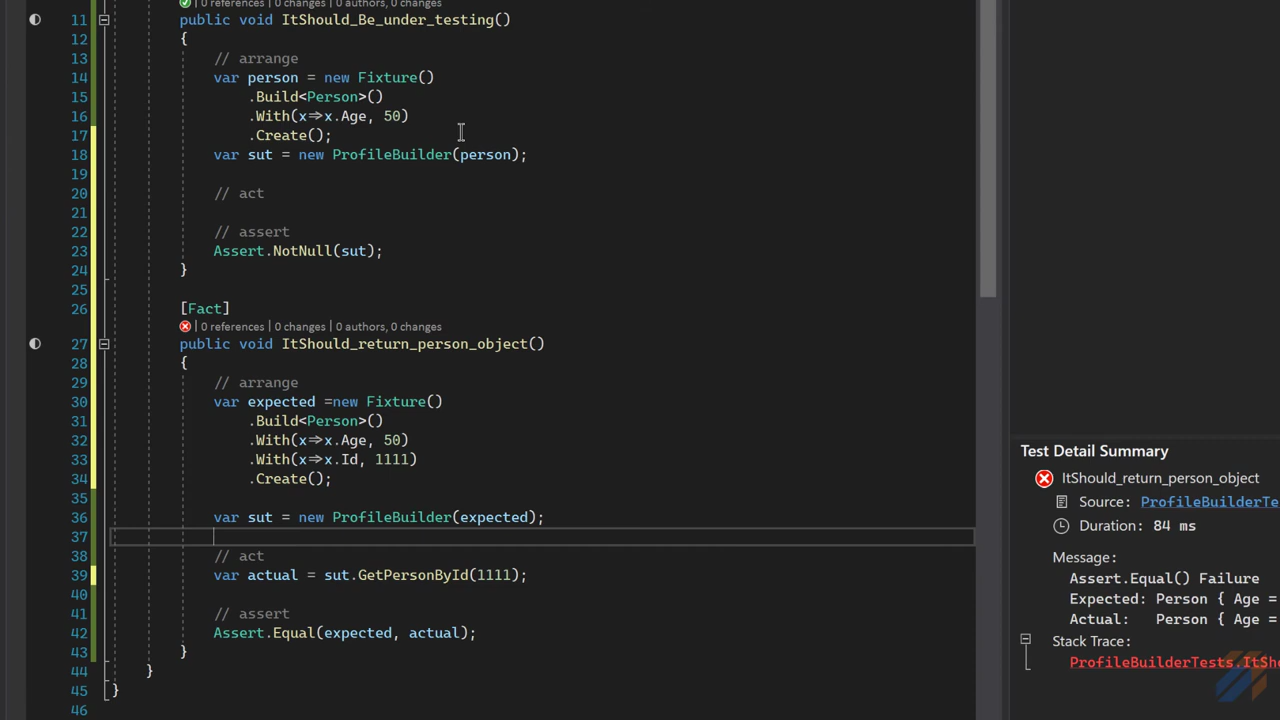 0 references | 0 changes | 0 authors, 0 changes
11 public void ItShould_Be_under_testing()
12 {
13 // arrange
14 var person = new Fixture()
15 .Build<Person>()
16 .With(x=>x.Age, 50)
17 .Create();
18 var sut = new ProfileBuilder(person);
19
20 // act
21
22 // assert
23 Assert.NotNull(sut);
24 }
25
26 [Fact]
0 references | 0 changes | 0 authors, 0 changes
27 public void ItShould_return_person_object()
28 {
29 // arrange
30 var expected =new Fixture()
31 .Build<Person>()
32 .With(x=>x.Age, 50)
33 .With(x=>x.Id, 1111)
34 .Create();
35
36 var sut = new ProfileBuilder(expected);
37
38 // act
39 var actual = sut.GetPersonById(1111);
40
41 // assert
42 Assert.Equal(expected, actual);
43 }
44 }
45 }
46
Test Detail Summary
ItShould_return_person_object
Source: ProfileBuilderTe
Duration: 84 ms
Message:
Assert.Equal() Failure
Expected: Person { Age =
Actual: Person { Age =
Stack Trace:
ProfileBuilderTests.ItSho